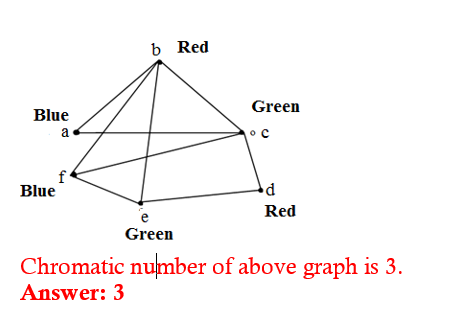 b Red
Blue
Green
a
c
f
Blue
d
e
Red
Green
Chromatic number of above graph is 3.
Answer: 3